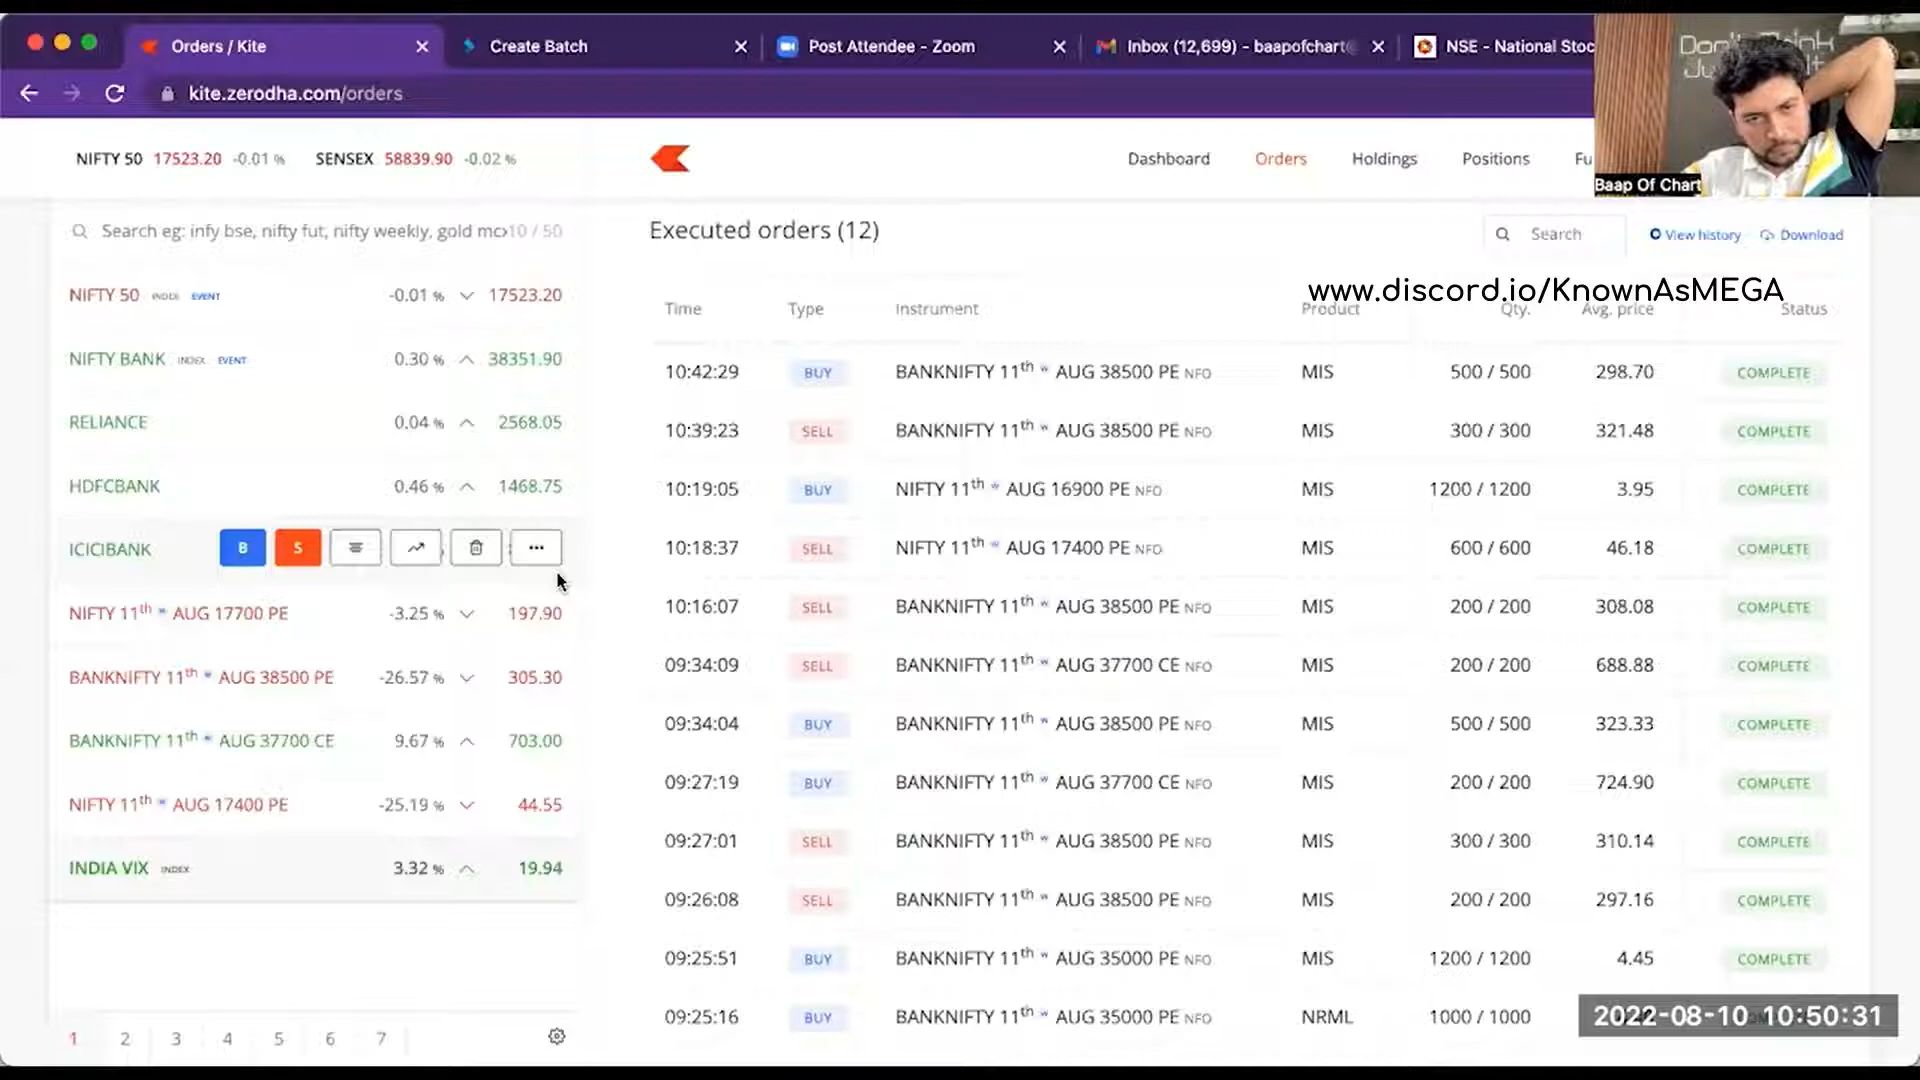 Orders / Kite
Create Batch
Post Attendee - Zoom
Inbox (12,699) - baapofchart
NSE - National Stoc
kite.zerodha.com/orders
Baap Of Chart
NIFTY 50 17523.20 -0.01 %
SENSEX 58839.90 -0.02 %
Dashboard
Orders
Holdings
Positions
Fu
Search eg: infy bse, nifty fut, nifty weekly, gold mcx 10 / 50
NIFTY 50 INDEX EVENT -0.01 % 17523.20
NIFTY BANK INDEX EVENT 0.30 % 38351.90
RELIANCE 0.04 % 2568.05
HDFCBANK 0.46 % 1468.75
ICICIBANK B S
NIFTY 11th w AUG 17700 PE -3.25 % 197.90
BANKNIFTY 11th w AUG 38500 PE -26.57 % 305.30
BANKNIFTY 11th w AUG 37700 CE 9.67 % 703.00
NIFTY 11th w AUG 17400 PE -25.19 % 44.55
INDIA VIX INDEX 3.32 % 19.94
1 2 3 4 5 6 7
Executed orders (12)
Search
View history
Download
www.discord.io/KnownAsMEGA
Time Type Instrument Product Qty. Avg. price Status
10:42:29 BUY BANKNIFTY 11th w AUG 38500 PE NFO MIS 500 / 500 298.70 COMPLETE
10:39:23 SELL BANKNIFTY 11th w AUG 38500 PE NFO MIS 300 / 300 321.48 COMPLETE
10:19:05 BUY NIFTY 11th w AUG 16900 PE NFO MIS 1200 / 1200 3.95 COMPLETE
10:18:37 SELL NIFTY 11th w AUG 17400 PE NFO MIS 600 / 600 46.18 COMPLETE
10:16:07 SELL BANKNIFTY 11th w AUG 38500 PE NFO MIS 200 / 200 308.08 COMPLETE
09:34:09 SELL BANKNIFTY 11th w AUG 37700 CE NFO MIS 200 / 200 688.88 COMPLETE
09:34:04 BUY BANKNIFTY 11th w AUG 38500 PE NFO MIS 500 / 500 323.33 COMPLETE
09:27:19 BUY BANKNIFTY 11th w AUG 37700 CE NFO MIS 200 / 200 724.90 COMPLETE
09:27:01 SELL BANKNIFTY 11th w AUG 38500 PE NFO MIS 300 / 300 310.14 COMPLETE
09:26:08 SELL BANKNIFTY 11th w AUG 38500 PE NFO MIS 200 / 200 297.16 COMPLETE
09:25:51 BUY BANKNIFTY 11th w AUG 35000 PE NFO MIS 1200 / 1200 4.45 COMPLETE
09:25:16 BUY BANKNIFTY 11th w AUG 35000 PE NFO NRML 1000 / 1000
2022-08-10 10:50:31